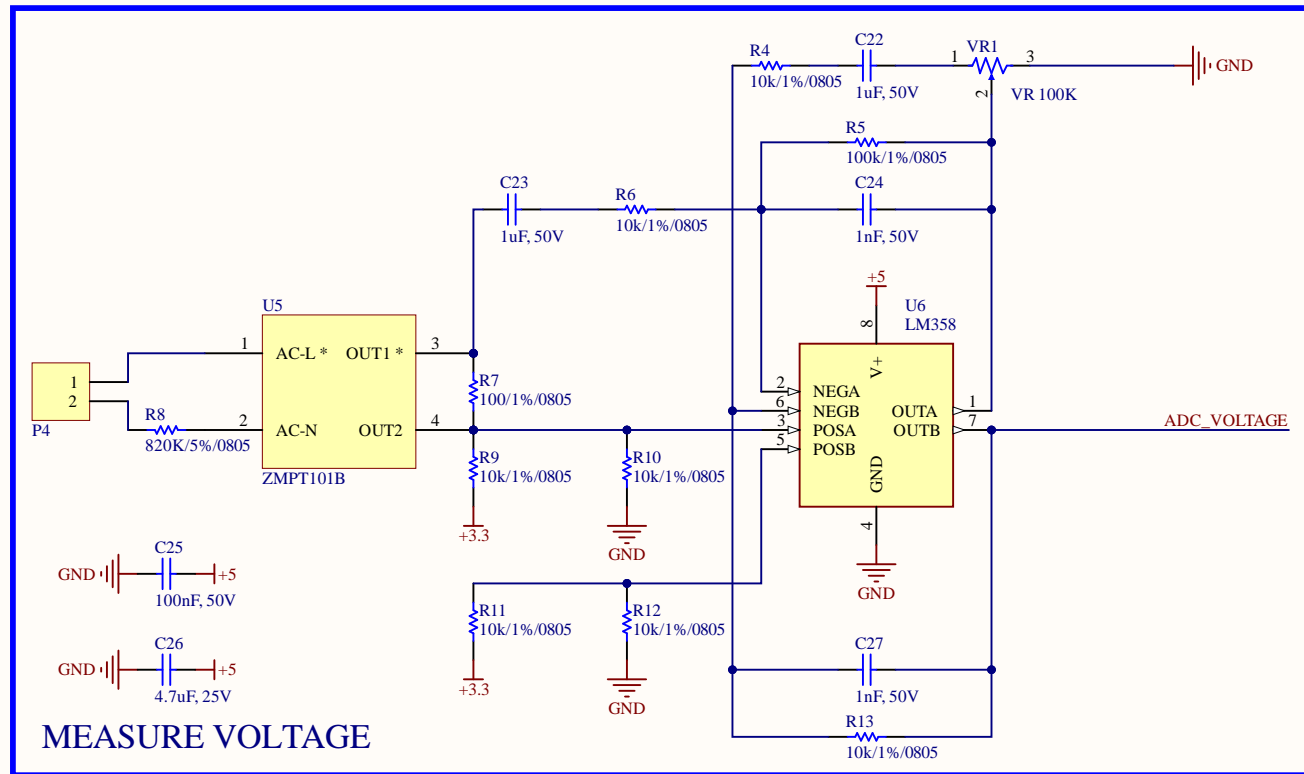 R4
10k/1%/0805
C22
1uF, 50V
1
VR1
3
2
VR 100K
GND
R5
100k/1%/0805
C23
1uF, 50V
R6
10k/1%/0805
C24
1nF, 50V
+5
U6
LM358
8
V+
U5
1
AC-L *
OUT1 *
3
2
AC-N
OUT2
4
ZMPT101B
1
2
P4
R8
820K/5%/0805
R7
100/1%/0805
R9
10k/1%/0805
+3.3
R10
10k/1%/0805
GND
2
NEGA
6
NEGB
OUTA
1
3
POSA
OUTB
7
5
POSB
GND
4
GND
ADC_VOLTAGE
C25
GND
+5
100nF, 50V
R11
10k/1%/0805
+3.3
R12
10k/1%/0805
GND
C26
GND
+5
4.7uF, 25V
C27
1nF, 50V
R13
10k/1%/0805
MEASURE VOLTAGE